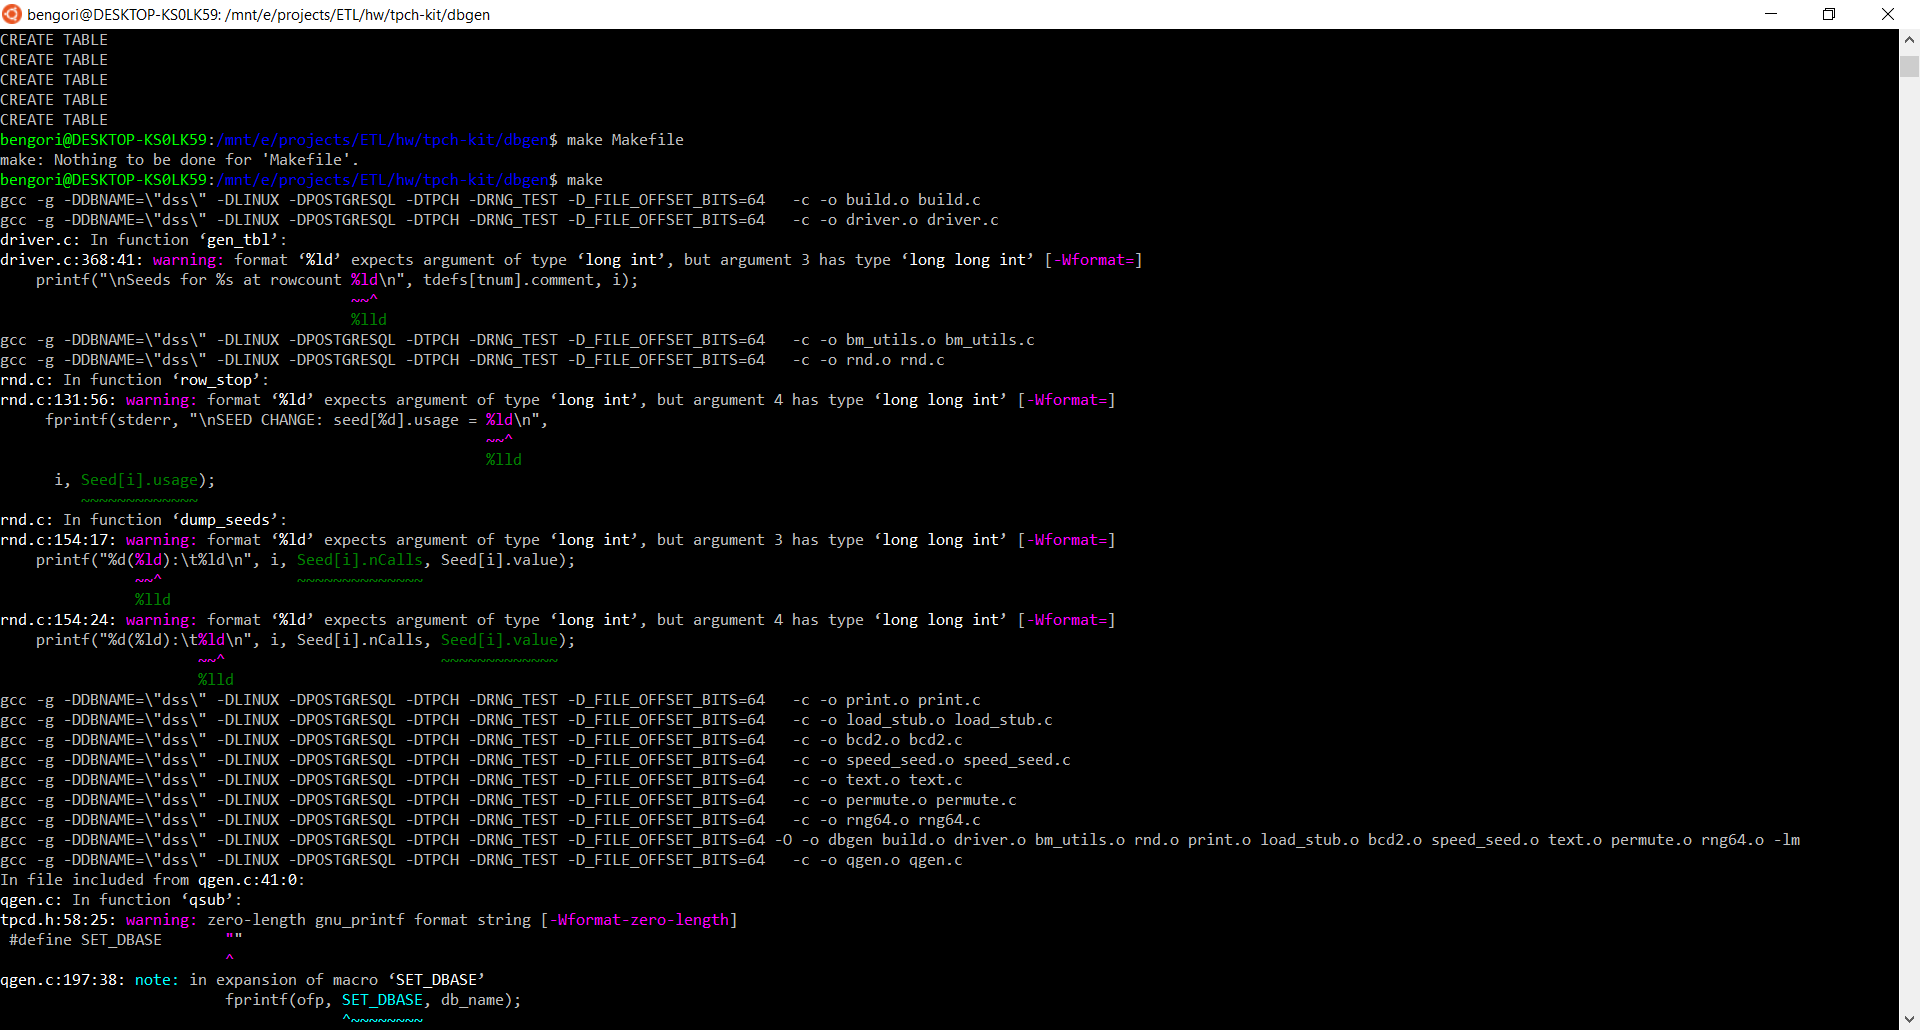 bengori@DESKTOP-KS0LK59: /mnt/e/projects/ETL/hw/tpch-kit/dbgen
CREATE TABLE
CREATE TABLE
CREATE TABLE
CREATE TABLE
CREATE TABLE
bengori@DESKTOP-KS0LK59:/mnt/e/projects/ETL/hw/tpch-kit/dbgen$ make Makefile
make: Nothing to be done for 'Makefile'.
bengori@DESKTOP-KS0LK59:/mnt/e/projects/ETL/hw/tpch-kit/dbgen$ make
gcc -g -DDBNAME=\"dss\" -DLINUX -DPOSTGRESQL -DTPCH -DRNG_TEST -D_FILE_OFFSET_BITS=64   -c -o build.o build.c
gcc -g -DDBNAME=\"dss\" -DLINUX -DPOSTGRESQL -DTPCH -DRNG_TEST -D_FILE_OFFSET_BITS=64   -c -o driver.o driver.c
driver.c: In function ‘gen_tbl’:
driver.c:368:41: warning: format ‘%ld’ expects argument of type ‘long int’, but argument 3 has type ‘long long int’ [-Wformat=]
    printf("\nSeeds for %s at rowcount %ld\n", tdefs[tnum].comment, i);
                                       ~~^
                                       %lld
gcc -g -DDBNAME=\"dss\" -DLINUX -DPOSTGRESQL -DTPCH -DRNG_TEST -D_FILE_OFFSET_BITS=64   -c -o bm_utils.o bm_utils.c
gcc -g -DDBNAME=\"dss\" -DLINUX -DPOSTGRESQL -DTPCH -DRNG_TEST -D_FILE_OFFSET_BITS=64   -c -o rnd.o rnd.c
rnd.c: In function ‘row_stop’:
rnd.c:131:56: warning: format ‘%ld’ expects argument of type ‘long int’, but argument 4 has type ‘long long int’ [-Wformat=]
     fprintf(stderr, "\nSEED CHANGE: seed[%d].usage = %ld\n",
                                                      ~~^
                                                      %lld
      i, Seed[i].usage);
         ~~~~~~~~~~~~~
rnd.c: In function ‘dump_seeds’:
rnd.c:154:17: warning: format ‘%ld’ expects argument of type ‘long int’, but argument 3 has type ‘long long int’ [-Wformat=]
    printf("%d(%ld):\t%ld\n", i, Seed[i].nCalls, Seed[i].value);
               ~~^               ~~~~~~~~~~~~~~
               %lld
rnd.c:154:24: warning: format ‘%ld’ expects argument of type ‘long int’, but argument 4 has type ‘long long int’ [-Wformat=]
    printf("%d(%ld):\t%ld\n", i, Seed[i].nCalls, Seed[i].value);
                      ~~^                        ~~~~~~~~~~~~~
                      %lld
gcc -g -DDBNAME=\"dss\" -DLINUX -DPOSTGRESQL -DTPCH -DRNG_TEST -D_FILE_OFFSET_BITS=64   -c -o print.o print.c
gcc -g -DDBNAME=\"dss\" -DLINUX -DPOSTGRESQL -DTPCH -DRNG_TEST -D_FILE_OFFSET_BITS=64   -c -o load_stub.o load_stub.c
gcc -g -DDBNAME=\"dss\" -DLINUX -DPOSTGRESQL -DTPCH -DRNG_TEST -D_FILE_OFFSET_BITS=64   -c -o bcd2.o bcd2.c
gcc -g -DDBNAME=\"dss\" -DLINUX -DPOSTGRESQL -DTPCH -DRNG_TEST -D_FILE_OFFSET_BITS=64   -c -o speed_seed.o speed_seed.c
gcc -g -DDBNAME=\"dss\" -DLINUX -DPOSTGRESQL -DTPCH -DRNG_TEST -D_FILE_OFFSET_BITS=64   -c -o text.o text.c
gcc -g -DDBNAME=\"dss\" -DLINUX -DPOSTGRESQL -DTPCH -DRNG_TEST -D_FILE_OFFSET_BITS=64   -c -o permute.o permute.c
gcc -g -DDBNAME=\"dss\" -DLINUX -DPOSTGRESQL -DTPCH -DRNG_TEST -D_FILE_OFFSET_BITS=64   -c -o rng64.o rng64.c
gcc -g -DDBNAME=\"dss\" -DLINUX -DPOSTGRESQL -DTPCH -DRNG_TEST -D_FILE_OFFSET_BITS=64 -O -o dbgen build.o driver.o bm_utils.o rnd.o print.o load_stub.o bcd2.o speed_seed.o text.o permute.o rng64.o -lm
gcc -g -DDBNAME=\"dss\" -DLINUX -DPOSTGRESQL -DTPCH -DRNG_TEST -D_FILE_OFFSET_BITS=64   -c -o qgen.o qgen.c
In file included from qgen.c:41:0:
qgen.c: In function ‘qsub’:
tpcd.h:58:25: warning: zero-length gnu_printf format string [-Wformat-zero-length]
 #define SET_DBASE       ""
                         ^
qgen.c:197:38: note: in expansion of macro ‘SET_DBASE’
                         fprintf(ofp, SET_DBASE, db_name);
                                      ^~~~~~~~~